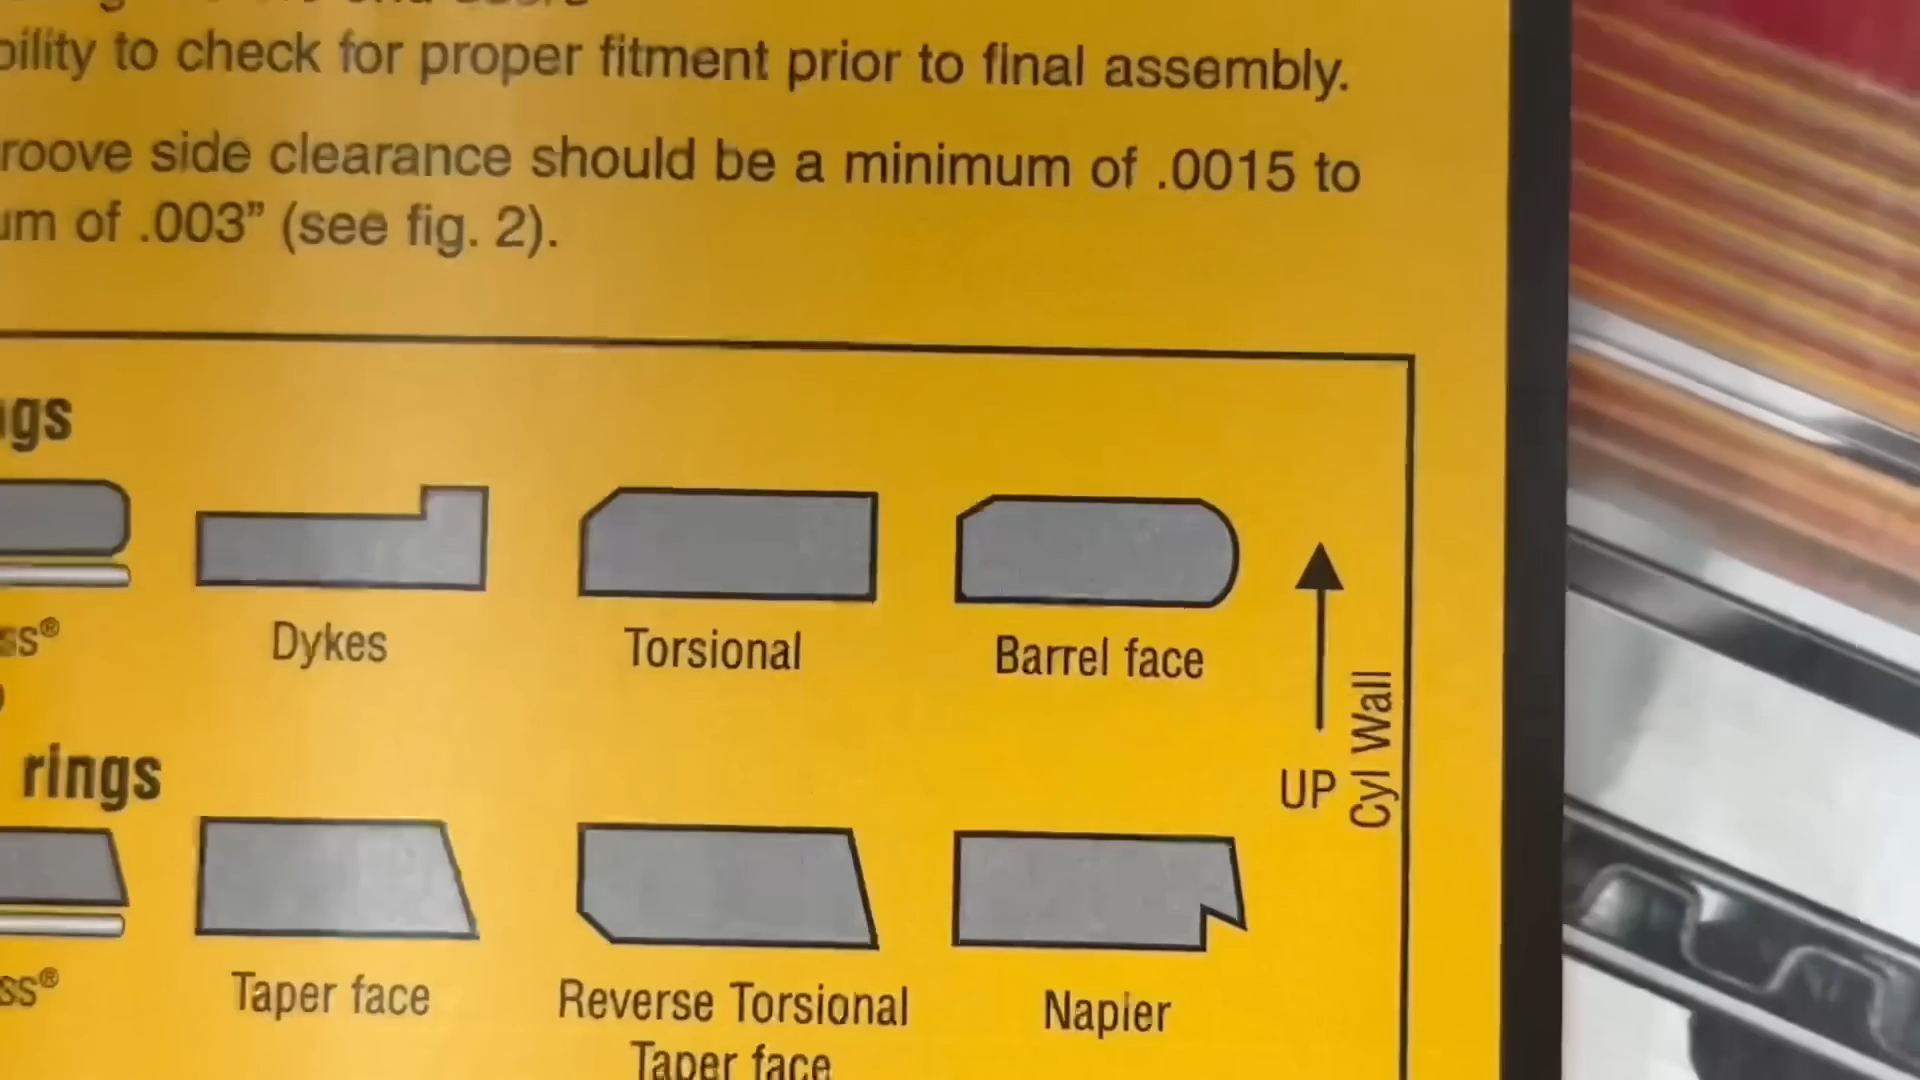 bility to check for proper fitment prior to final assembly.
roove side clearance should be a minimum of .0015 to
um of .003” (see fig. 2).
gs
Dykes
Torsional
Barrel face
UP
Cyl Wall
rings
ss®
ss®
Taper face
Reverse Torsional
Taper face
Napier